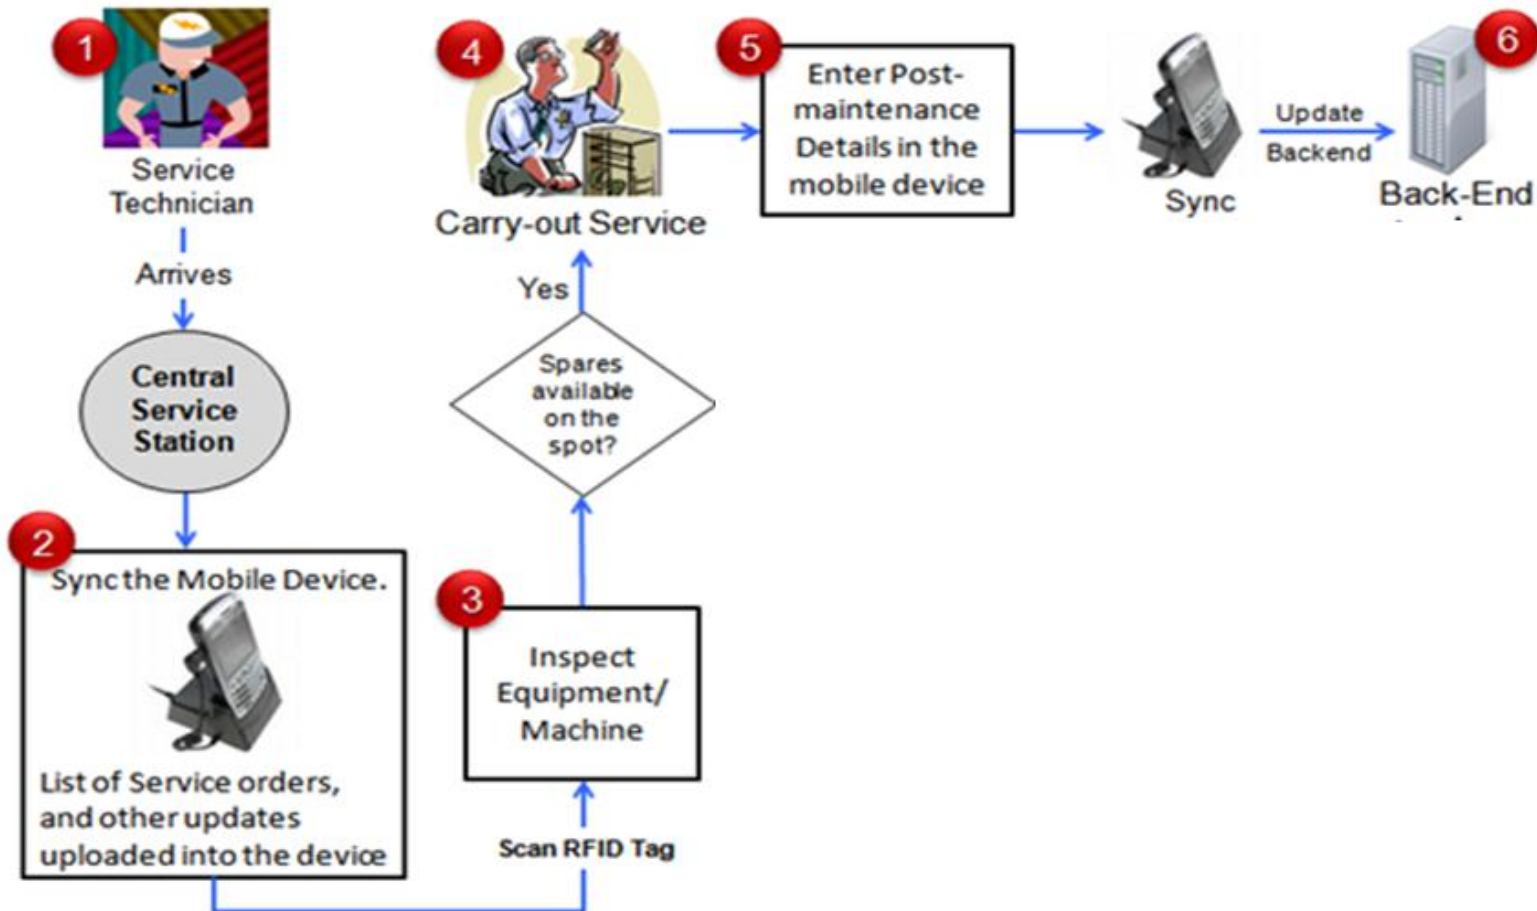 1
Service
Technician
Arrives
Central
Service
Station
2
Sync the Mobile Device.
List of Service orders,
and other updates
uploaded into the device
Scan RFID Tag
3
Inspect
Equipment/
Machine
Spares
available
on the
spot?
Yes
4
Carry-out Service
5
Enter Post-
maintenance
Details in the
mobile device
Sync
Update
Backend
6
Back-End